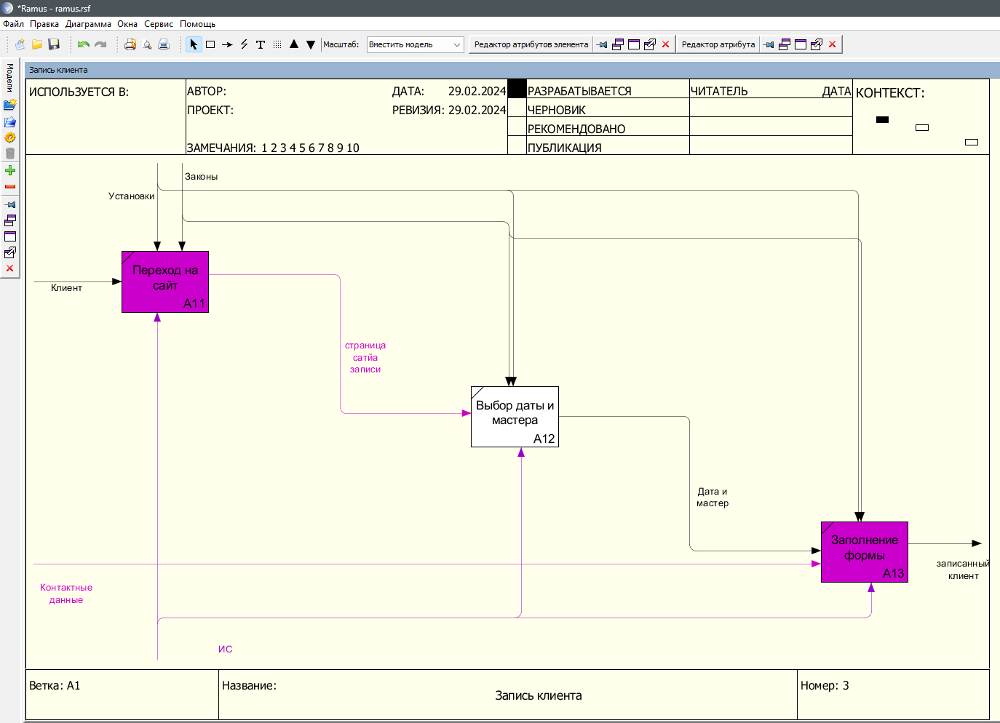 *Ramus - ramus.rsf
Файл Правка Диаграмма Окна Сервис Помощь
Масштаб: Вместить модель Редактор атрибутов элемента Редактор атрибута
Модели
Запись клиента
ИСПОЛЬЗУЕТСЯ В: АВТОР: ДАТА: 29.02.2024 РАЗРАБАТЫВАЕТСЯ ЧИТАТЕЛЬ ДАТА КОНТЕКСТ:
ПРОЕКТ: РЕВИЗИЯ: 29.02.2024 ЧЕРНОВИК
РЕКОМЕНДОВАНО
ЗАМЕЧАНИЯ: 1 2 3 4 5 6 7 8 9 10 ПУБЛИКАЦИЯ
Законы
Установки
Переход на
сайт
A11
Клиент
страница
сатйа
записи
Выбор даты и
мастера
A12
Дата и
мастер
Заполнение
формы
A13
записанный
клиент
Контактные
данные
ИС
Ветка: A1 Название: Запись клиента Номер: 3